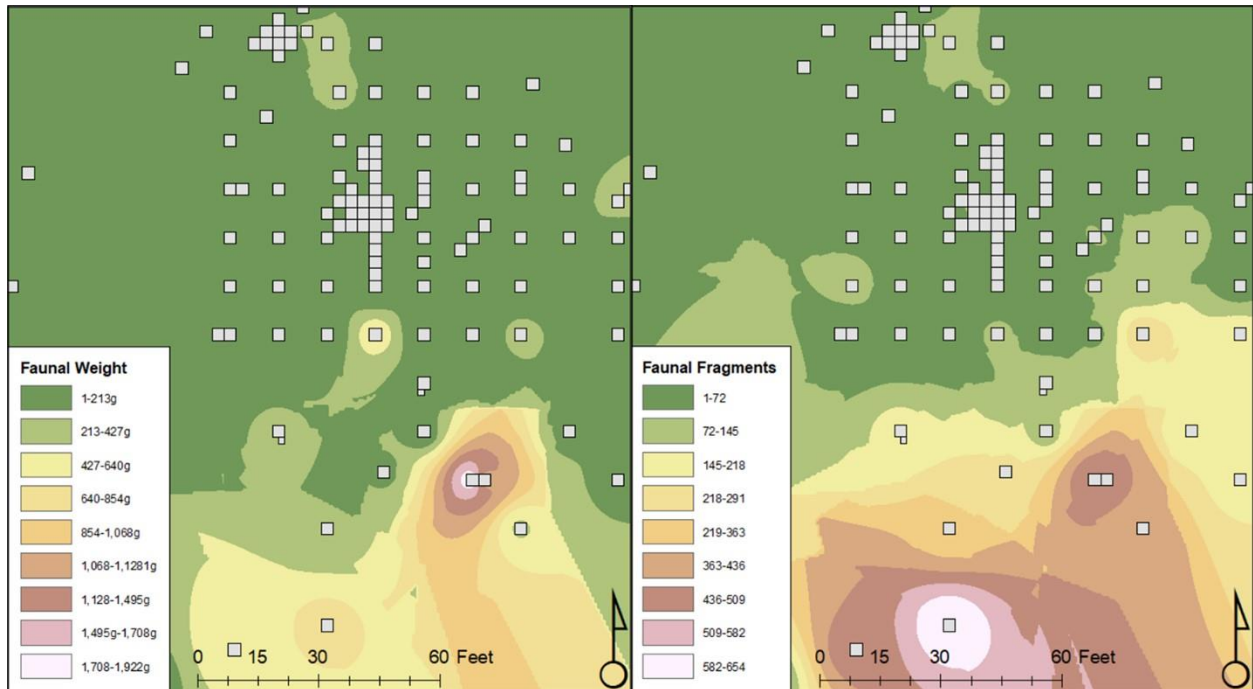 Faunal Weight
1-213g
213-427g
427-640g
640-854g
854-1,068g
1,068-1,1281g
1,128-1,495g
1,495g-1,708g
1,708-1,922g
0 15 30 60 Feet
Faunal Fragments
1-72
72-145
145-218
218-291
219-363
363-436
436-509
509-582
582-654
0 15 30 60 Feet